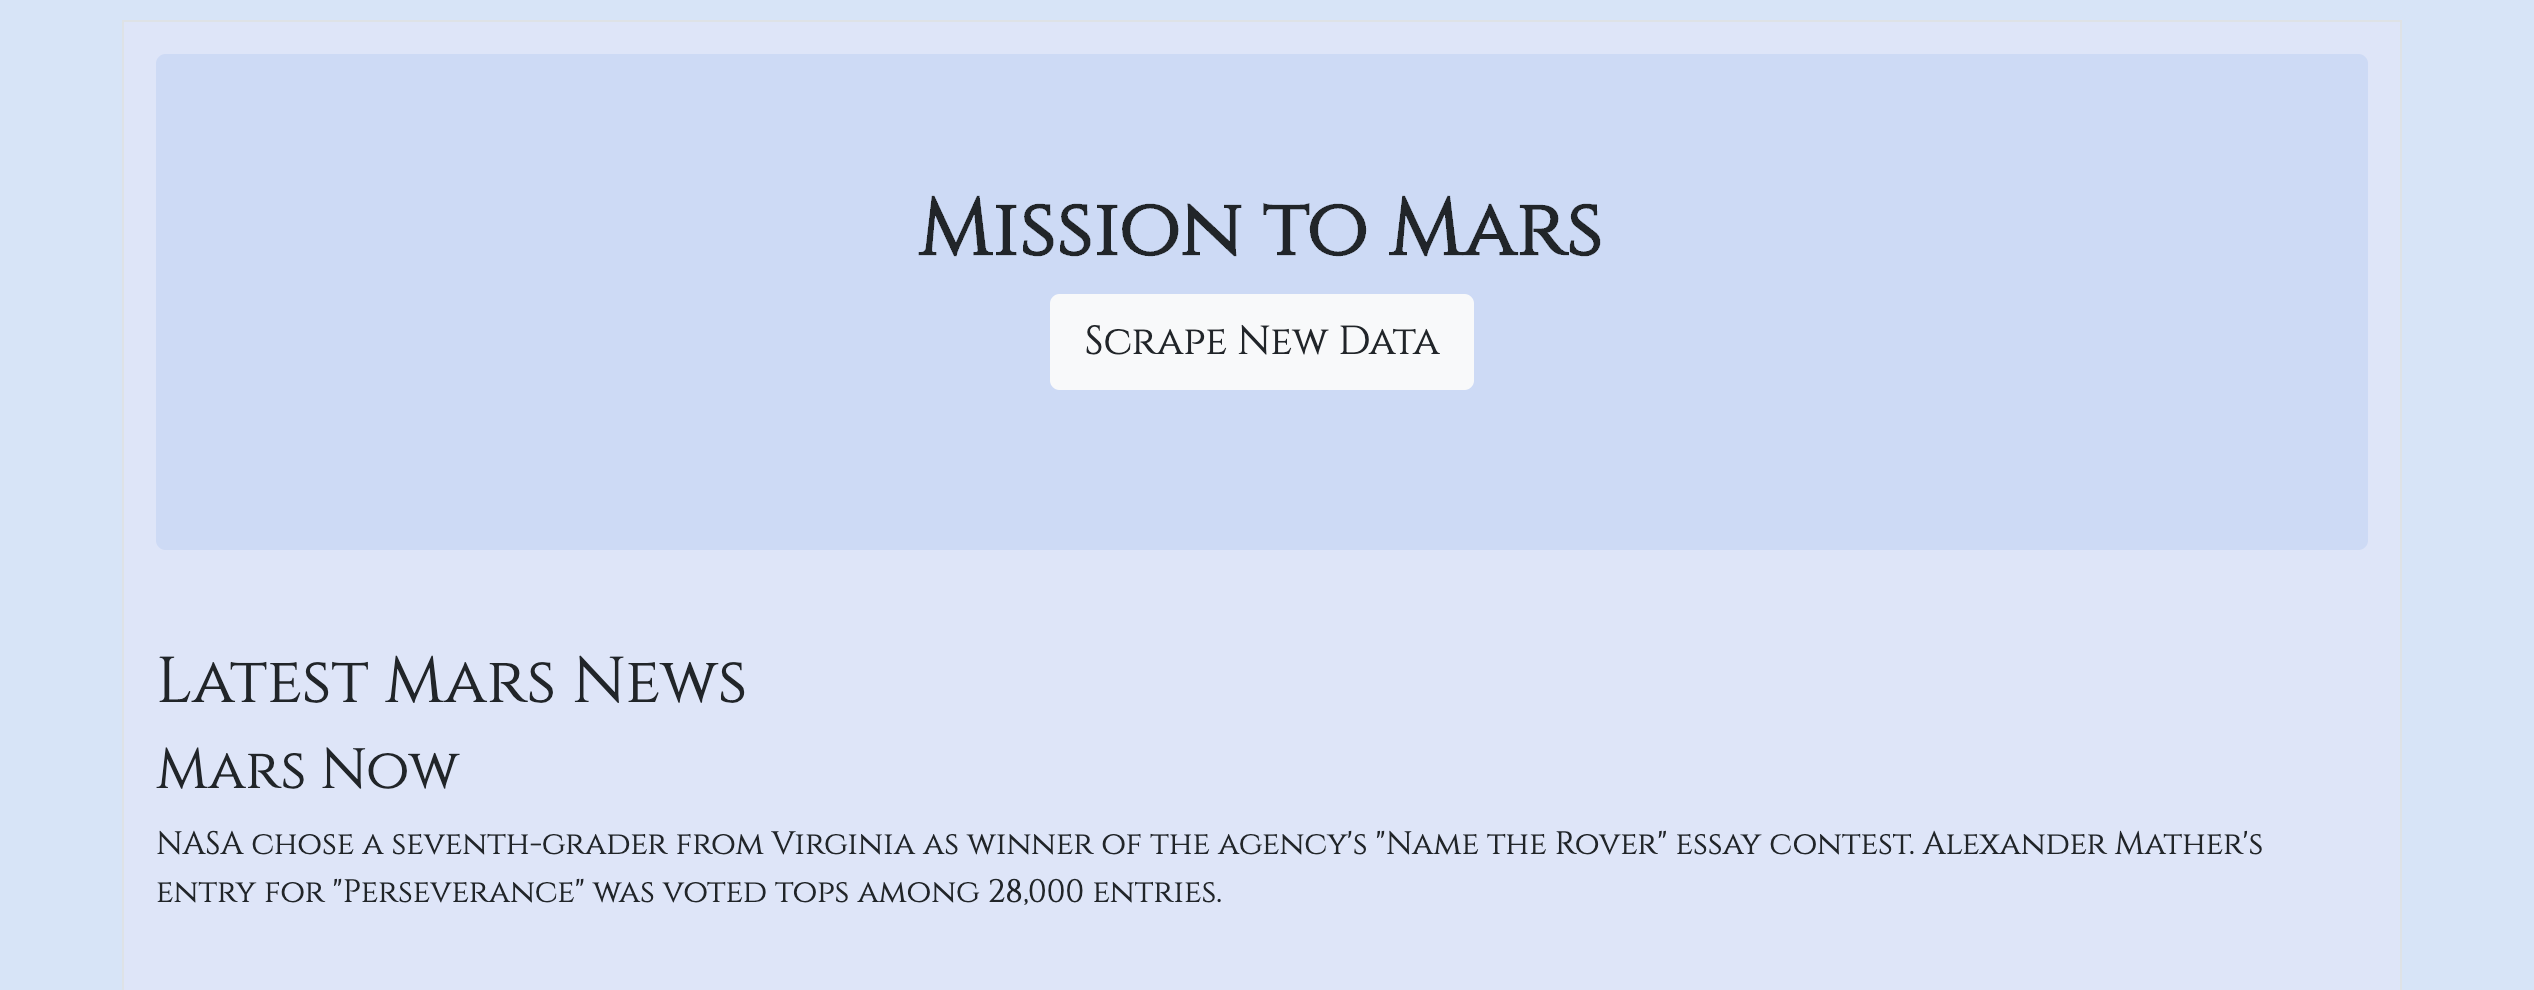 Mission to Mars
Scrape New Data
Latest Mars News
Mars Now
NASA chose a seventh-grader from Virginia as winner of the agency's "Name the Rover" essay contest. Alexander Mather's
entry for "Perseverance" was voted tops among 28,000 entries.